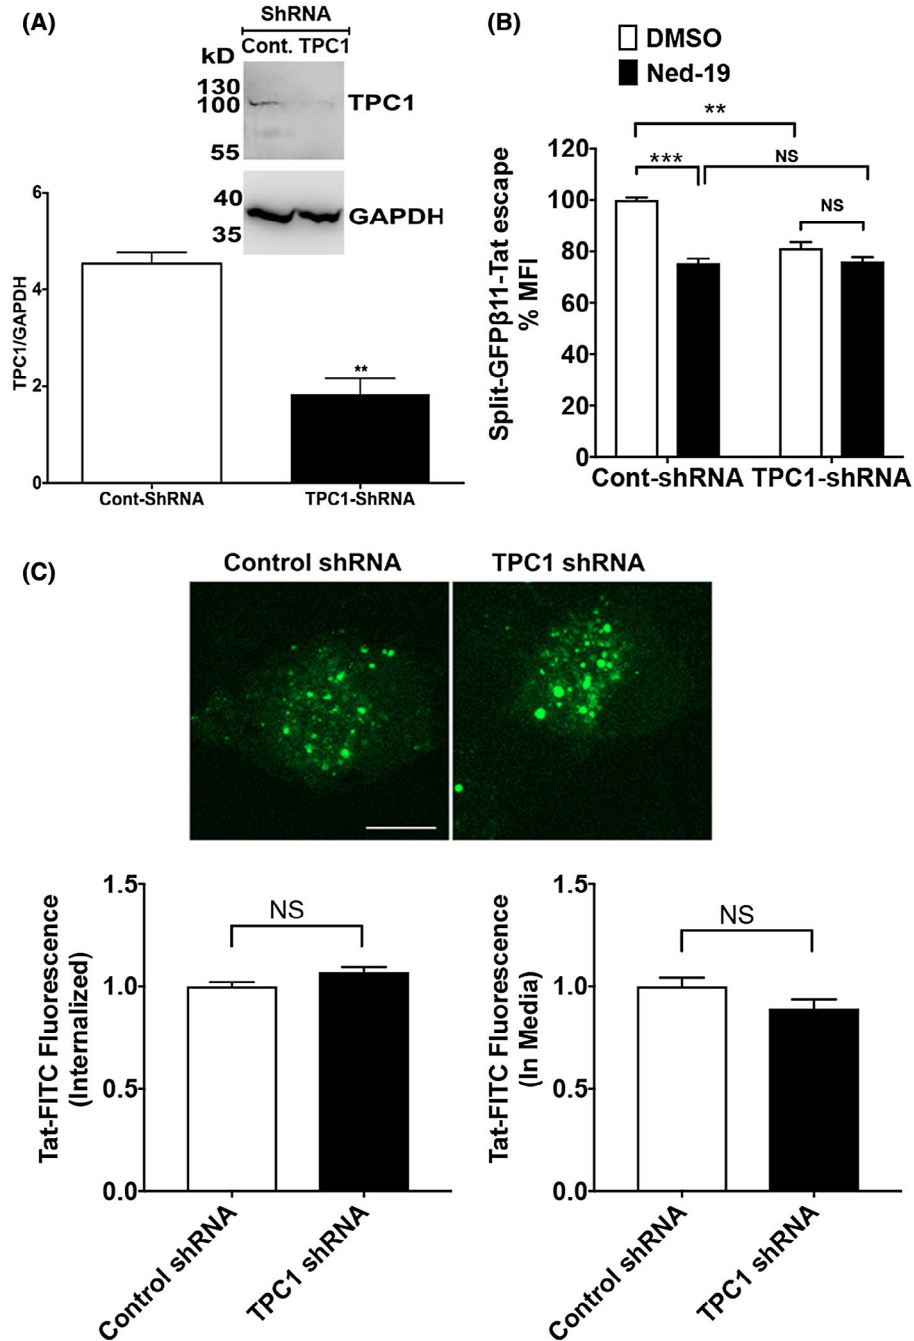 (A)
ShRNA
Cont. TPC1
kD
130
100
55
TPC1
40
35
GAPDH
TPC1/GAPDH
6
4
2
0
**
Cont-ShRNA
TPC1-ShRNA
(B)
DMSO
Ned-19
**
***
NS
NS
Split-GFPβ11-Tat escape
% MFI
120
100
80
60
40
20
0
Cont-shRNA
TPC1-shRNA
(C)
Control shRNA
TPC1 shRNA
Tat-FITC Fluorescence
(Internalized)
1.5
1.0
0.5
0.0
NS
Control shRNA
TPC1 shRNA
Tat-FITC Fluorescence
(In Media)
1.5
1.0
0.5
0.0
NS
Control shRNA
TPC1 shRNA